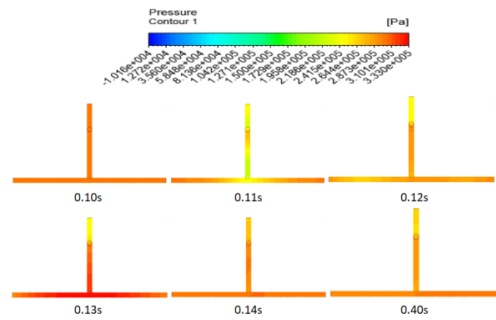 Pressure
Contour 1
[Pa]
-1.016e+004
1.272e+004
3.560e+004
5.848e+004
8.136e+004
1.042e+005
1.271e+005
1.500e+005
1.729e+005
1.958e+005
2.186e+005
2.415e+005
2.644e+005
2.873e+005
3.101e+005
3.330e+005
0.10s 0.11s 0.12s
0.13s 0.14s 0.40s